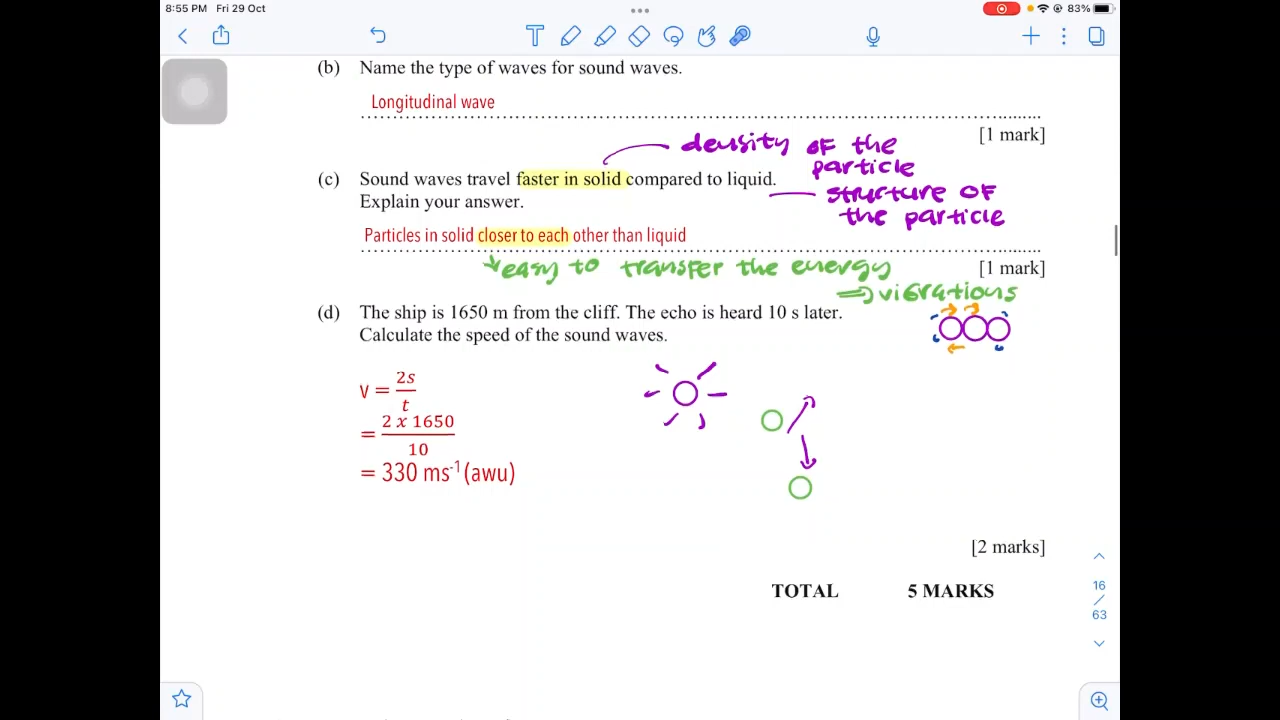 8:55 PM Fri 29 Oct
83%
(b) Name the type of waves for sound waves.
Longitudinal wave
[1 mark]
density of the
particle
(c) Sound waves travel faster in solid compared to liquid.
structure of
the particle
Explain your answer.
Particles in solid closer to each other than liquid
easy to transfer the energy
[1 mark]
⇒ vibrations
(d) The ship is 1650 m from the cliff. The echo is heard 10 s later.
Calculate the speed of the sound waves.
v = 2s/t
= 2 x 1650/10
= 330 ms⁻¹ (awu)
[2 marks]
TOTAL 5 MARKS
16
/
63